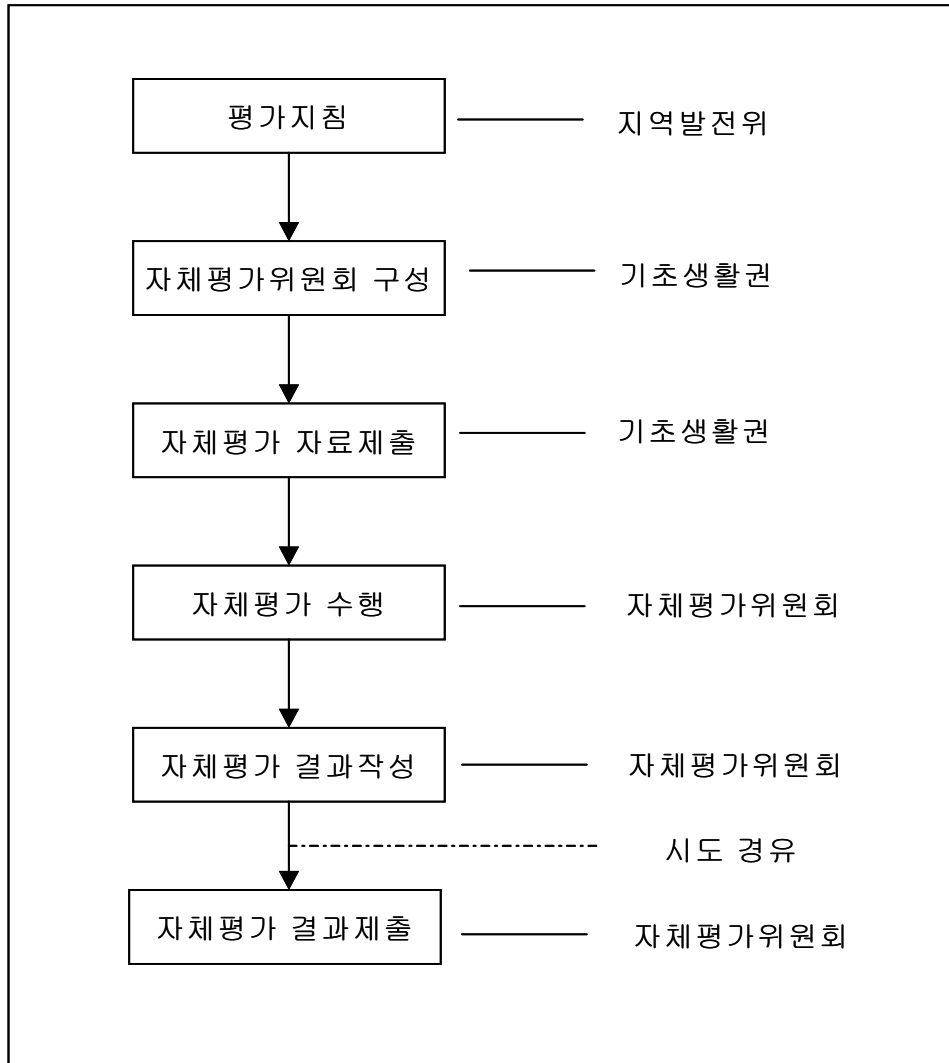 평가지침
지역발전위
자체평가위원회 구성
기초생활권
자체평가 자료제출
기초생활권
자체평가 수행
자체평가위원회
자체평가 결과작성
자체평가위원회
시도 경유
자체평가 결과제출
자체평가위원회